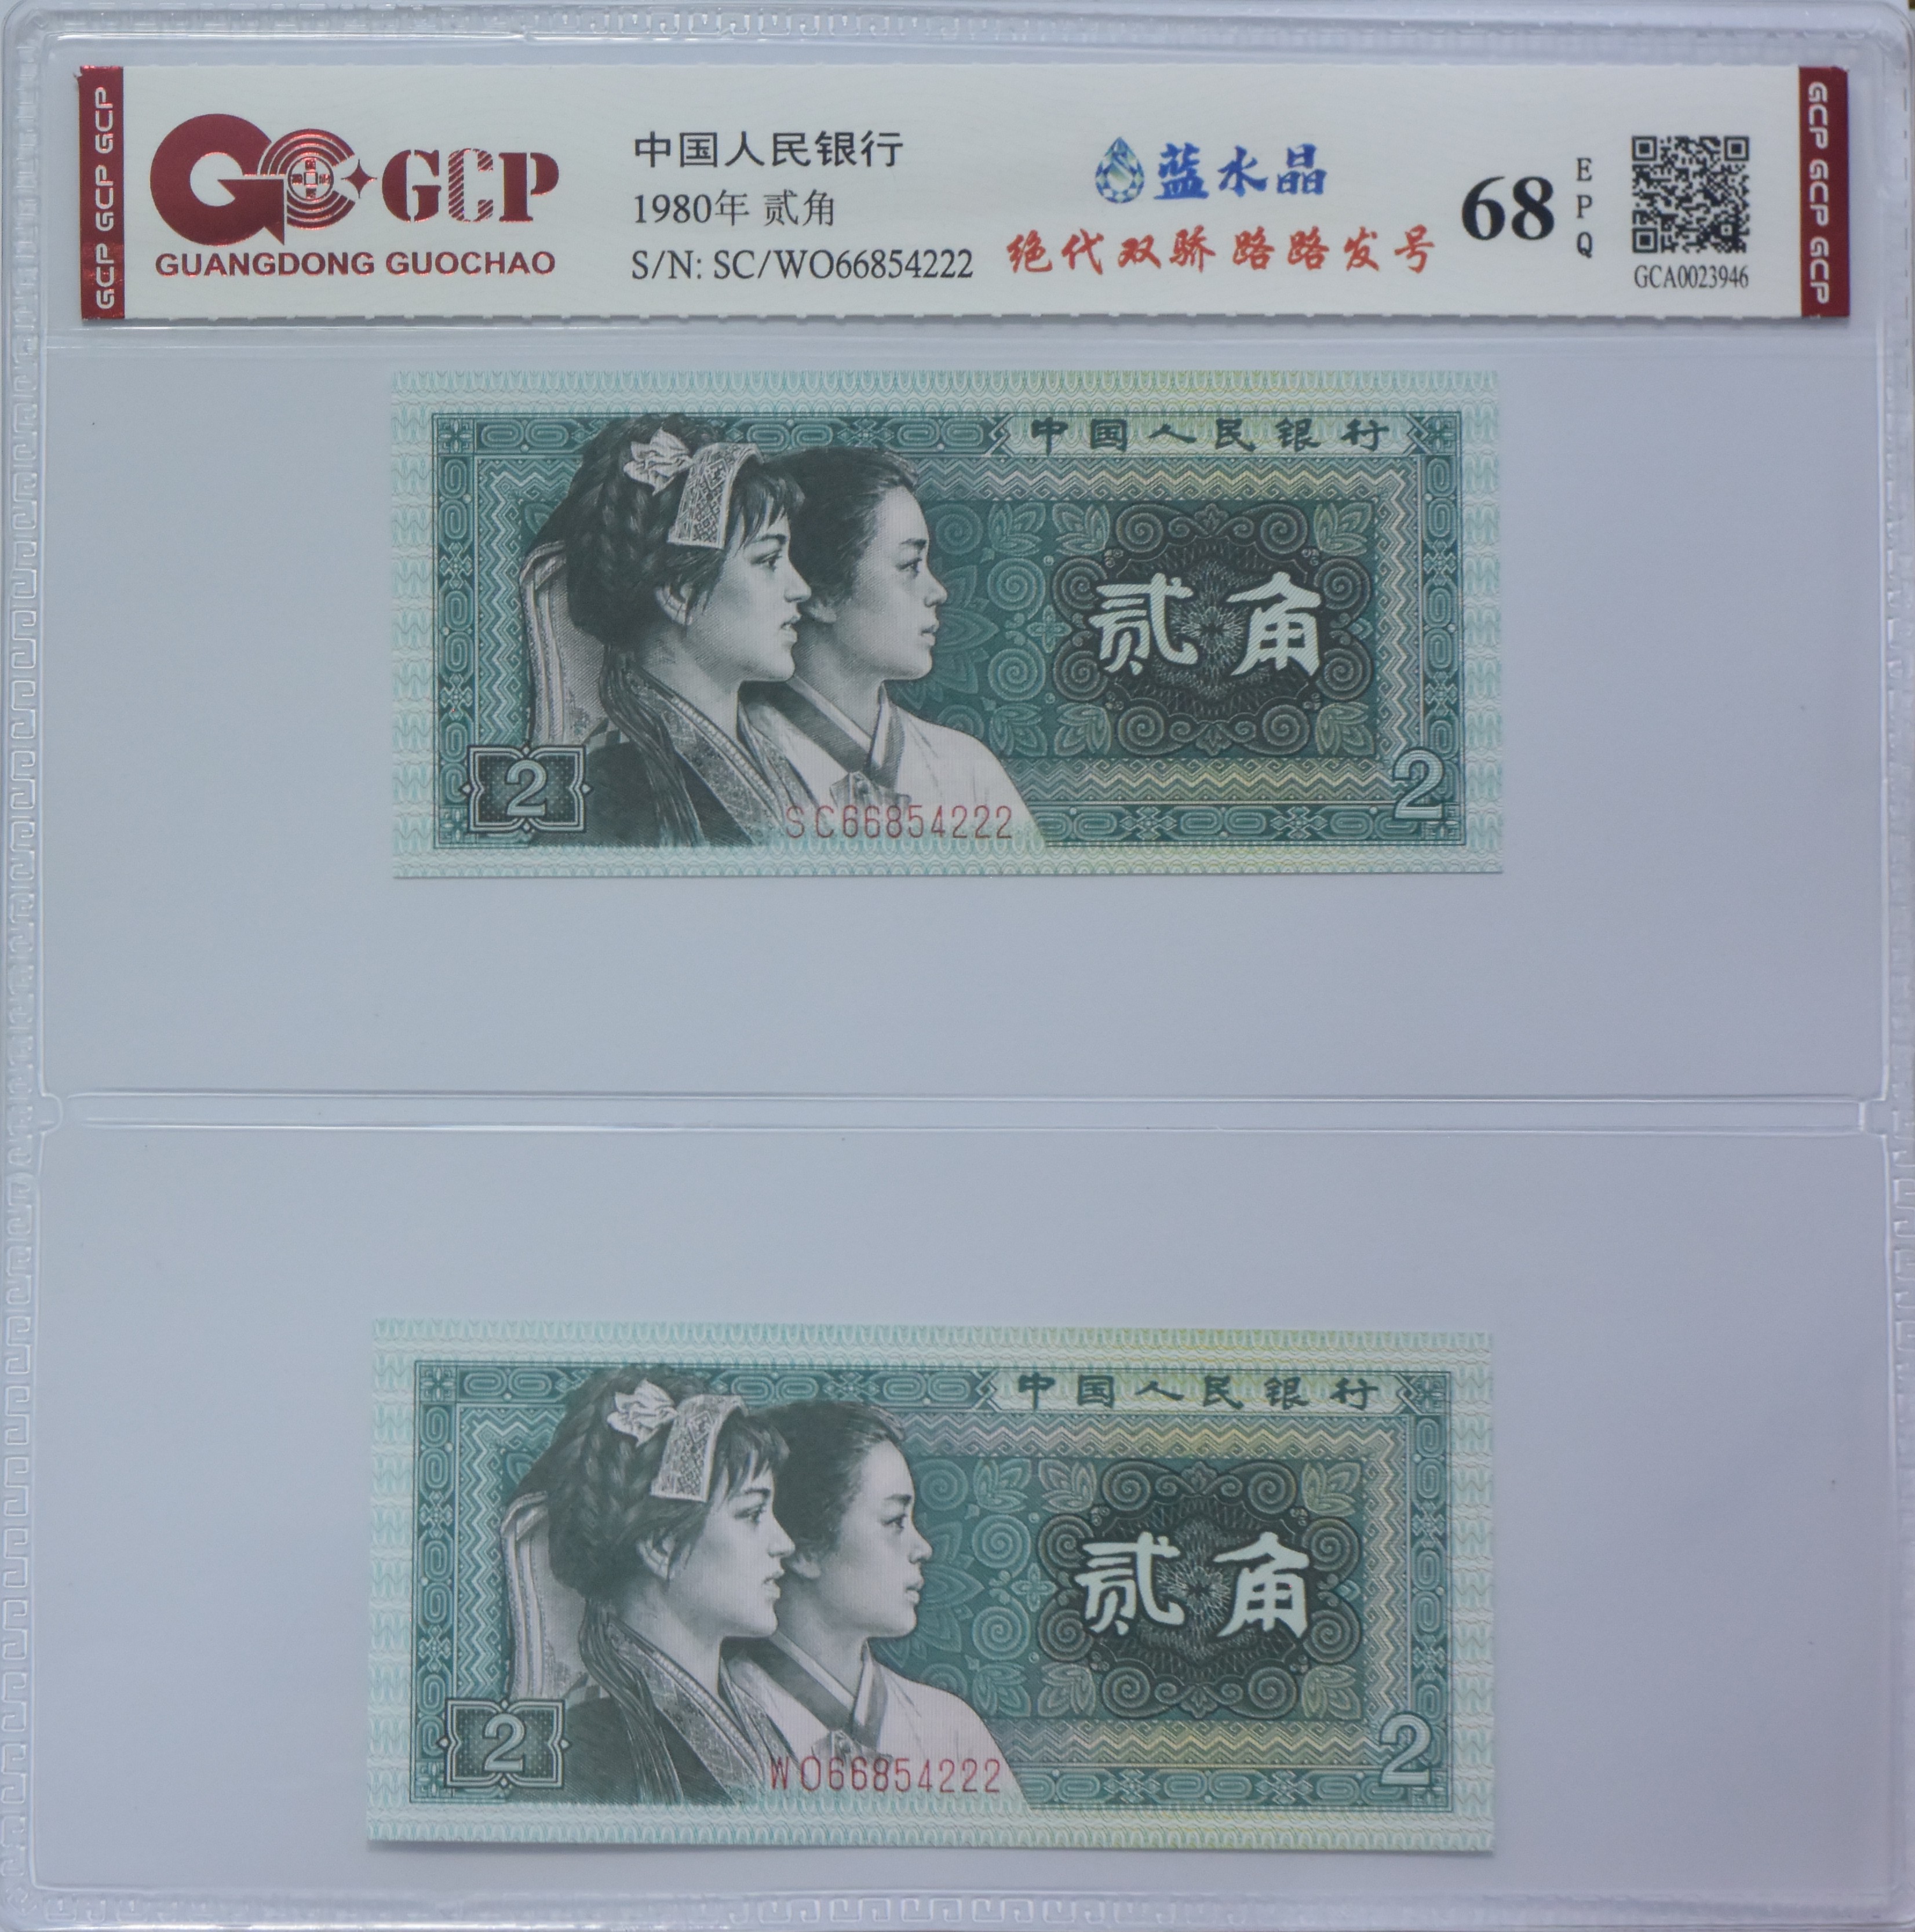 GCP GCP GCP
GCP
GUANGDONG GUOCHAO
中国人民银行
1980年 贰角
S/N: SC/WO66854222
蓝水晶
绝代双骄 路路发号
68
E
P
Q
GCA0023946
GCP GCP GCP
中国人民银行
贰角
2
2
SC66854222
中国人民银行
贰角
2
2
WO66854222